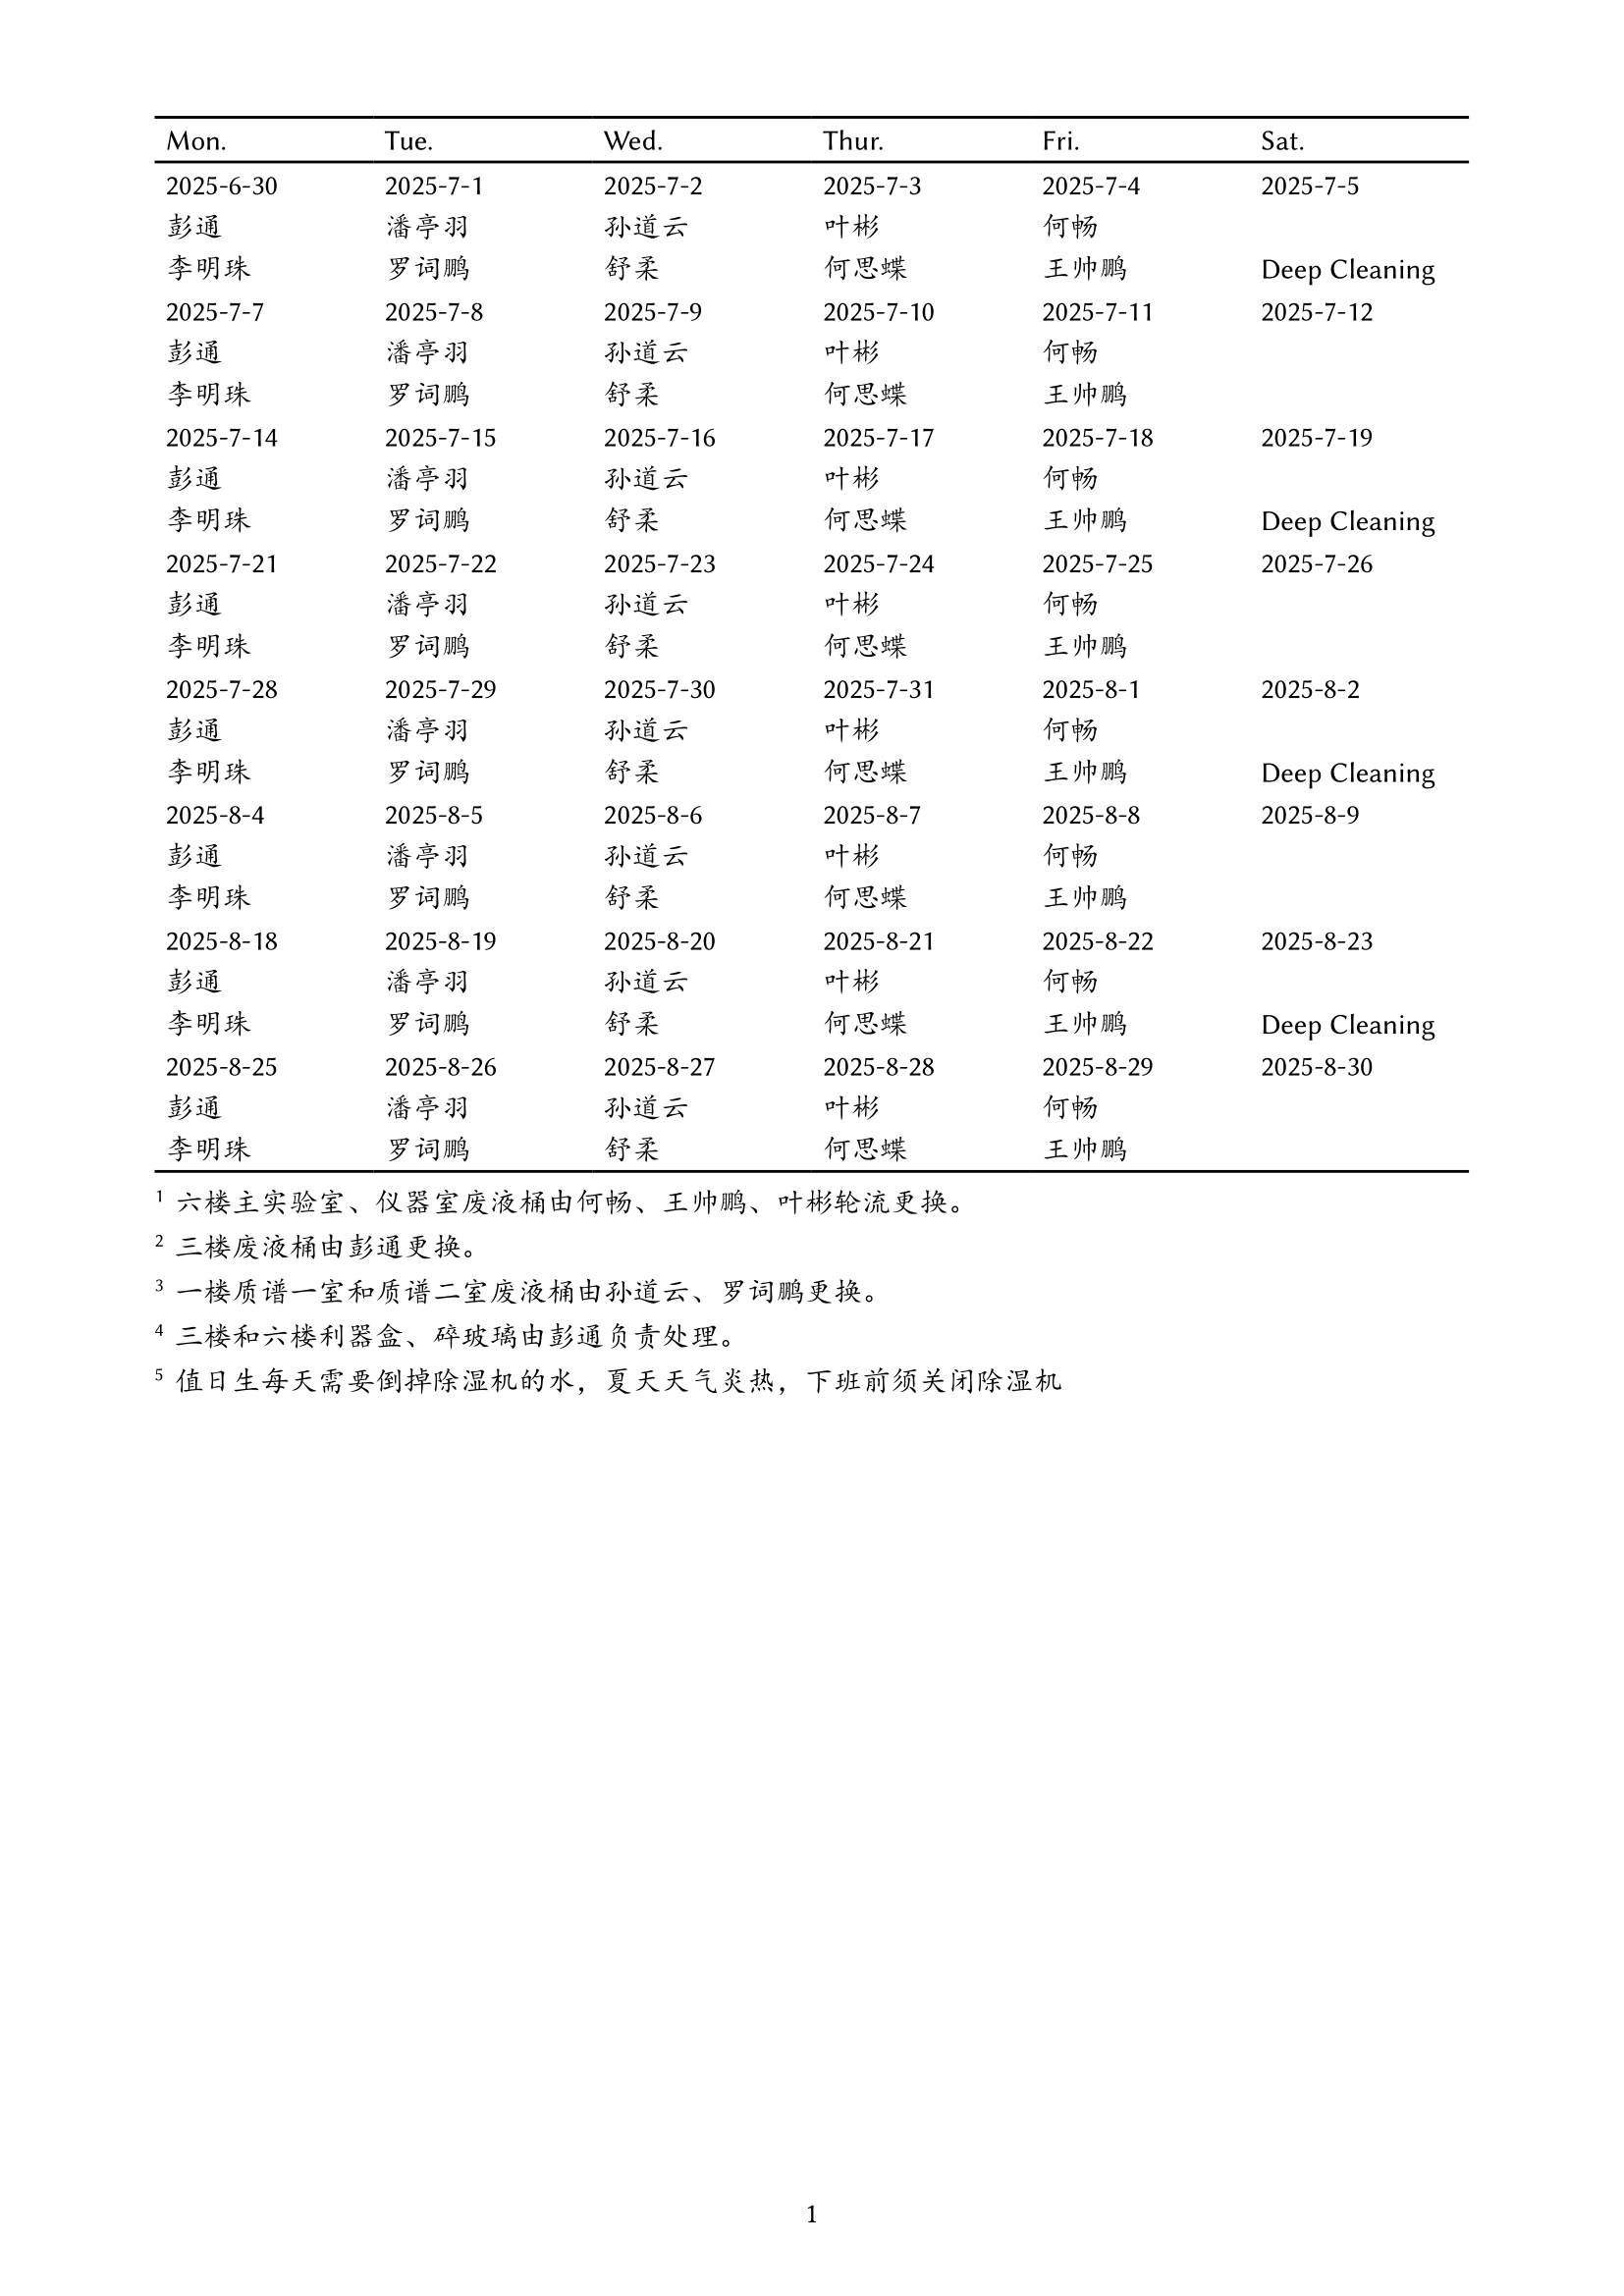 Mon. Tue. Wed. Thur. Fri. Sat.
2025-6-30 2025-7-1 2025-7-2 2025-7-3 2025-7-4 2025-7-5
彭通 潘亭羽 孙道云 叶彬 何畅
李明珠 罗词鹏 舒柔 何思蝶 王帅鹏 Deep Cleaning
2025-7-7 2025-7-8 2025-7-9 2025-7-10 2025-7-11 2025-7-12
彭通 潘亭羽 孙道云 叶彬 何畅
李明珠 罗词鹏 舒柔 何思蝶 王帅鹏
2025-7-14 2025-7-15 2025-7-16 2025-7-17 2025-7-18 2025-7-19
彭通 潘亭羽 孙道云 叶彬 何畅
李明珠 罗词鹏 舒柔 何思蝶 王帅鹏 Deep Cleaning
2025-7-21 2025-7-22 2025-7-23 2025-7-24 2025-7-25 2025-7-26
彭通 潘亭羽 孙道云 叶彬 何畅
李明珠 罗词鹏 舒柔 何思蝶 王帅鹏
2025-7-28 2025-7-29 2025-7-30 2025-7-31 2025-8-1 2025-8-2
彭通 潘亭羽 孙道云 叶彬 何畅
李明珠 罗词鹏 舒柔 何思蝶 王帅鹏 Deep Cleaning
2025-8-4 2025-8-5 2025-8-6 2025-8-7 2025-8-8 2025-8-9
彭通 潘亭羽 孙道云 叶彬 何畅
李明珠 罗词鹏 舒柔 何思蝶 王帅鹏
2025-8-18 2025-8-19 2025-8-20 2025-8-21 2025-8-22 2025-8-23
彭通 潘亭羽 孙道云 叶彬 何畅
李明珠 罗词鹏 舒柔 何思蝶 王帅鹏 Deep Cleaning
2025-8-25 2025-8-26 2025-8-27 2025-8-28 2025-8-29 2025-8-30
彭通 潘亭羽 孙道云 叶彬 何畅
李明珠 罗词鹏 舒柔 何思蝶 王帅鹏
1 六楼主实验室、仪器室废液桶由何畅、王帅鹏、叶彬轮流更换。
2 三楼废液桶由彭通更换。
3 一楼质谱一室和质谱二室废液桶由孙道云、罗词鹏更换。
4 三楼和六楼利器盒、碎玻璃由彭通负责处理。
5 值日生每天需要倒掉除湿机的水，夏天天气炎热，下班前须关闭除湿机
1